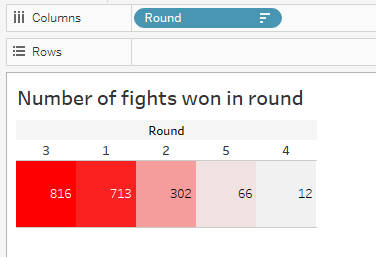 Columns
Round
Rows
Number of fights won in round
Round
3 1 2 5 4
816 713 302 66 12